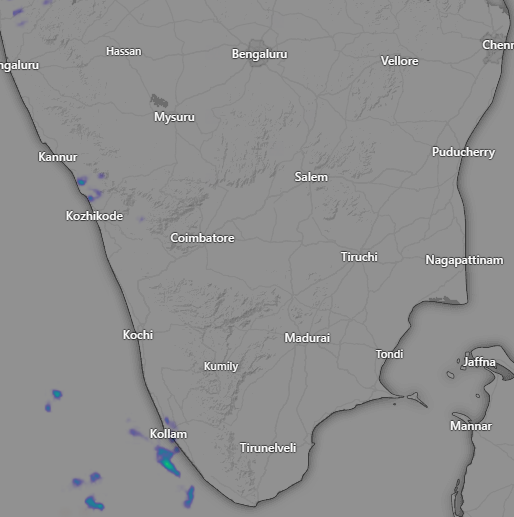 Hassan
Bengaluru
Chenn
Vellore
ngaluru
Mysuru
Kannur
Puducherry
Salem
Kozhikode
Coimbatore
Tiruchi
Nagapattinam
Kochi
Madurai
Tondi
Jaffna
Kumily
Mannar
Kollam
Tirunelveli